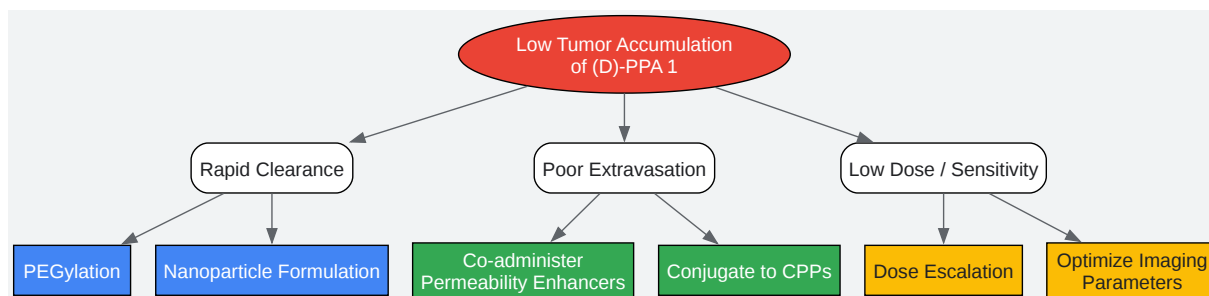 Low Tumor Accumulation
of (D)-PPA 1
Rapid Clearance
Poor Extravasation
Low Dose / Sensitivity
PEGylation
Nanoparticle Formulation
Co-administer
Permeability Enhancers
Conjugate to CPPs
Dose Escalation
Optimize Imaging
Parameters